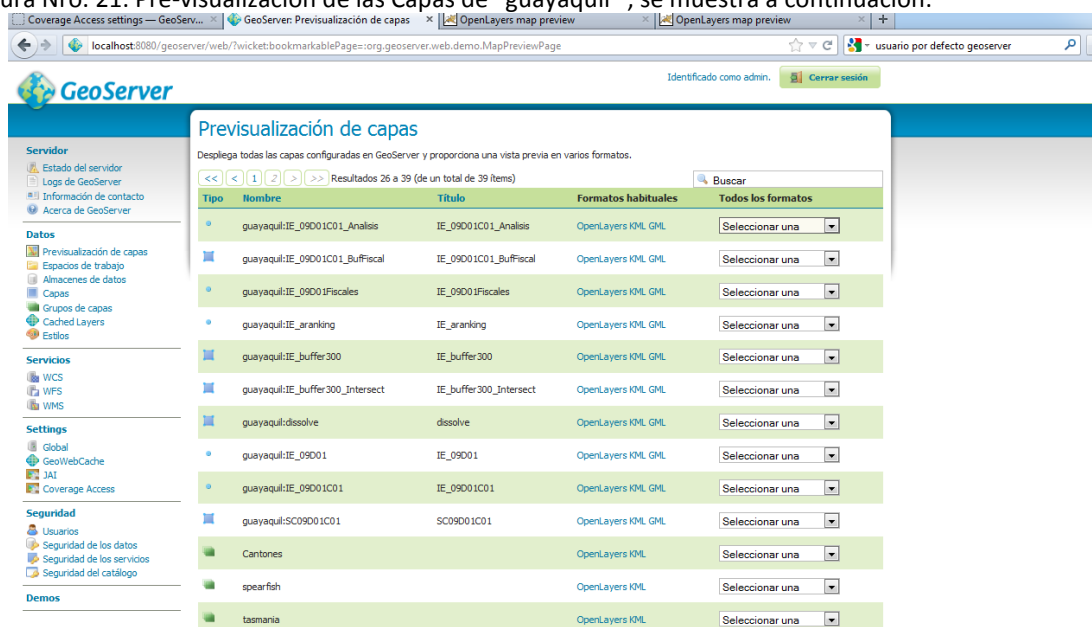 ura Nro. 21. Pre-visualización de las Capas de "guayaquil", se muestra a continuación.
Coverage Access settings — GeoServ... × GeoServer: Previsualización de capas × OpenLayers map preview × OpenLayers map preview × +
localhost:8080/geoserver/web/?wicket:bookmarkablePage=:org.geoserver.web.demo.MapPreviewPage usuario por defecto geoserver
GeoServer
Identificado como admin. Cerrar sesión
Servidor
Estado del servidor
Logs de GeoServer
Información de contacto
Acerca de GeoServer
Datos
Previsualización de capas
Espacios de trabajo
Almacenes de datos
Capas
Grupos de capas
Cached Layers
Estilos
Servicios
WCS
WFS
WMS
Settings
Global
GeoWebCache
JAI
Coverage Access
Seguridad
Usuarios
Seguridad de los datos
Seguridad de los servicios
Seguridad del catálogo
Demos
Previsualización de capas
Despliega todas las capas configuradas en GeoServer y proporciona una vista previa en varios formatos.
<< < 1 2 > >> Resultados 26 a 39 (de un total de 39 ítems) Buscar
Tipo Nombre Título Formatos habituales Todos los formatos
guayaquil:IE_09D01C01_Analisis IE_09D01C01_Analisis OpenLayers KML GML Seleccionar una
guayaquil:IE_09D01C01_BufFiscal IE_09D01C01_BufFiscal OpenLayers KML GML Seleccionar una
guayaquil:IE_09D01Fiscales IE_09D01Fiscales OpenLayers KML GML Seleccionar una
guayaquil:IE_aranking IE_aranking OpenLayers KML GML Seleccionar una
guayaquil:IE_buffer300 IE_buffer300 OpenLayers KML GML Seleccionar una
guayaquil:IE_buffer300_Intersect IE_buffer300_Intersect OpenLayers KML GML Seleccionar una
guayaquil:dissolve dissolve OpenLayers KML GML Seleccionar una
guayaquil:IE_09D01 IE_09D01 OpenLayers KML GML Seleccionar una
guayaquil:IE_09D01C01 IE_09D01C01 OpenLayers KML GML Seleccionar una
guayaquil:SC09D01C01 SC09D01C01 OpenLayers KML GML Seleccionar una
Cantones OpenLayers KML Seleccionar una
spearfish OpenLayers KML Seleccionar una
tasmania OpenLayers KML Seleccionar una